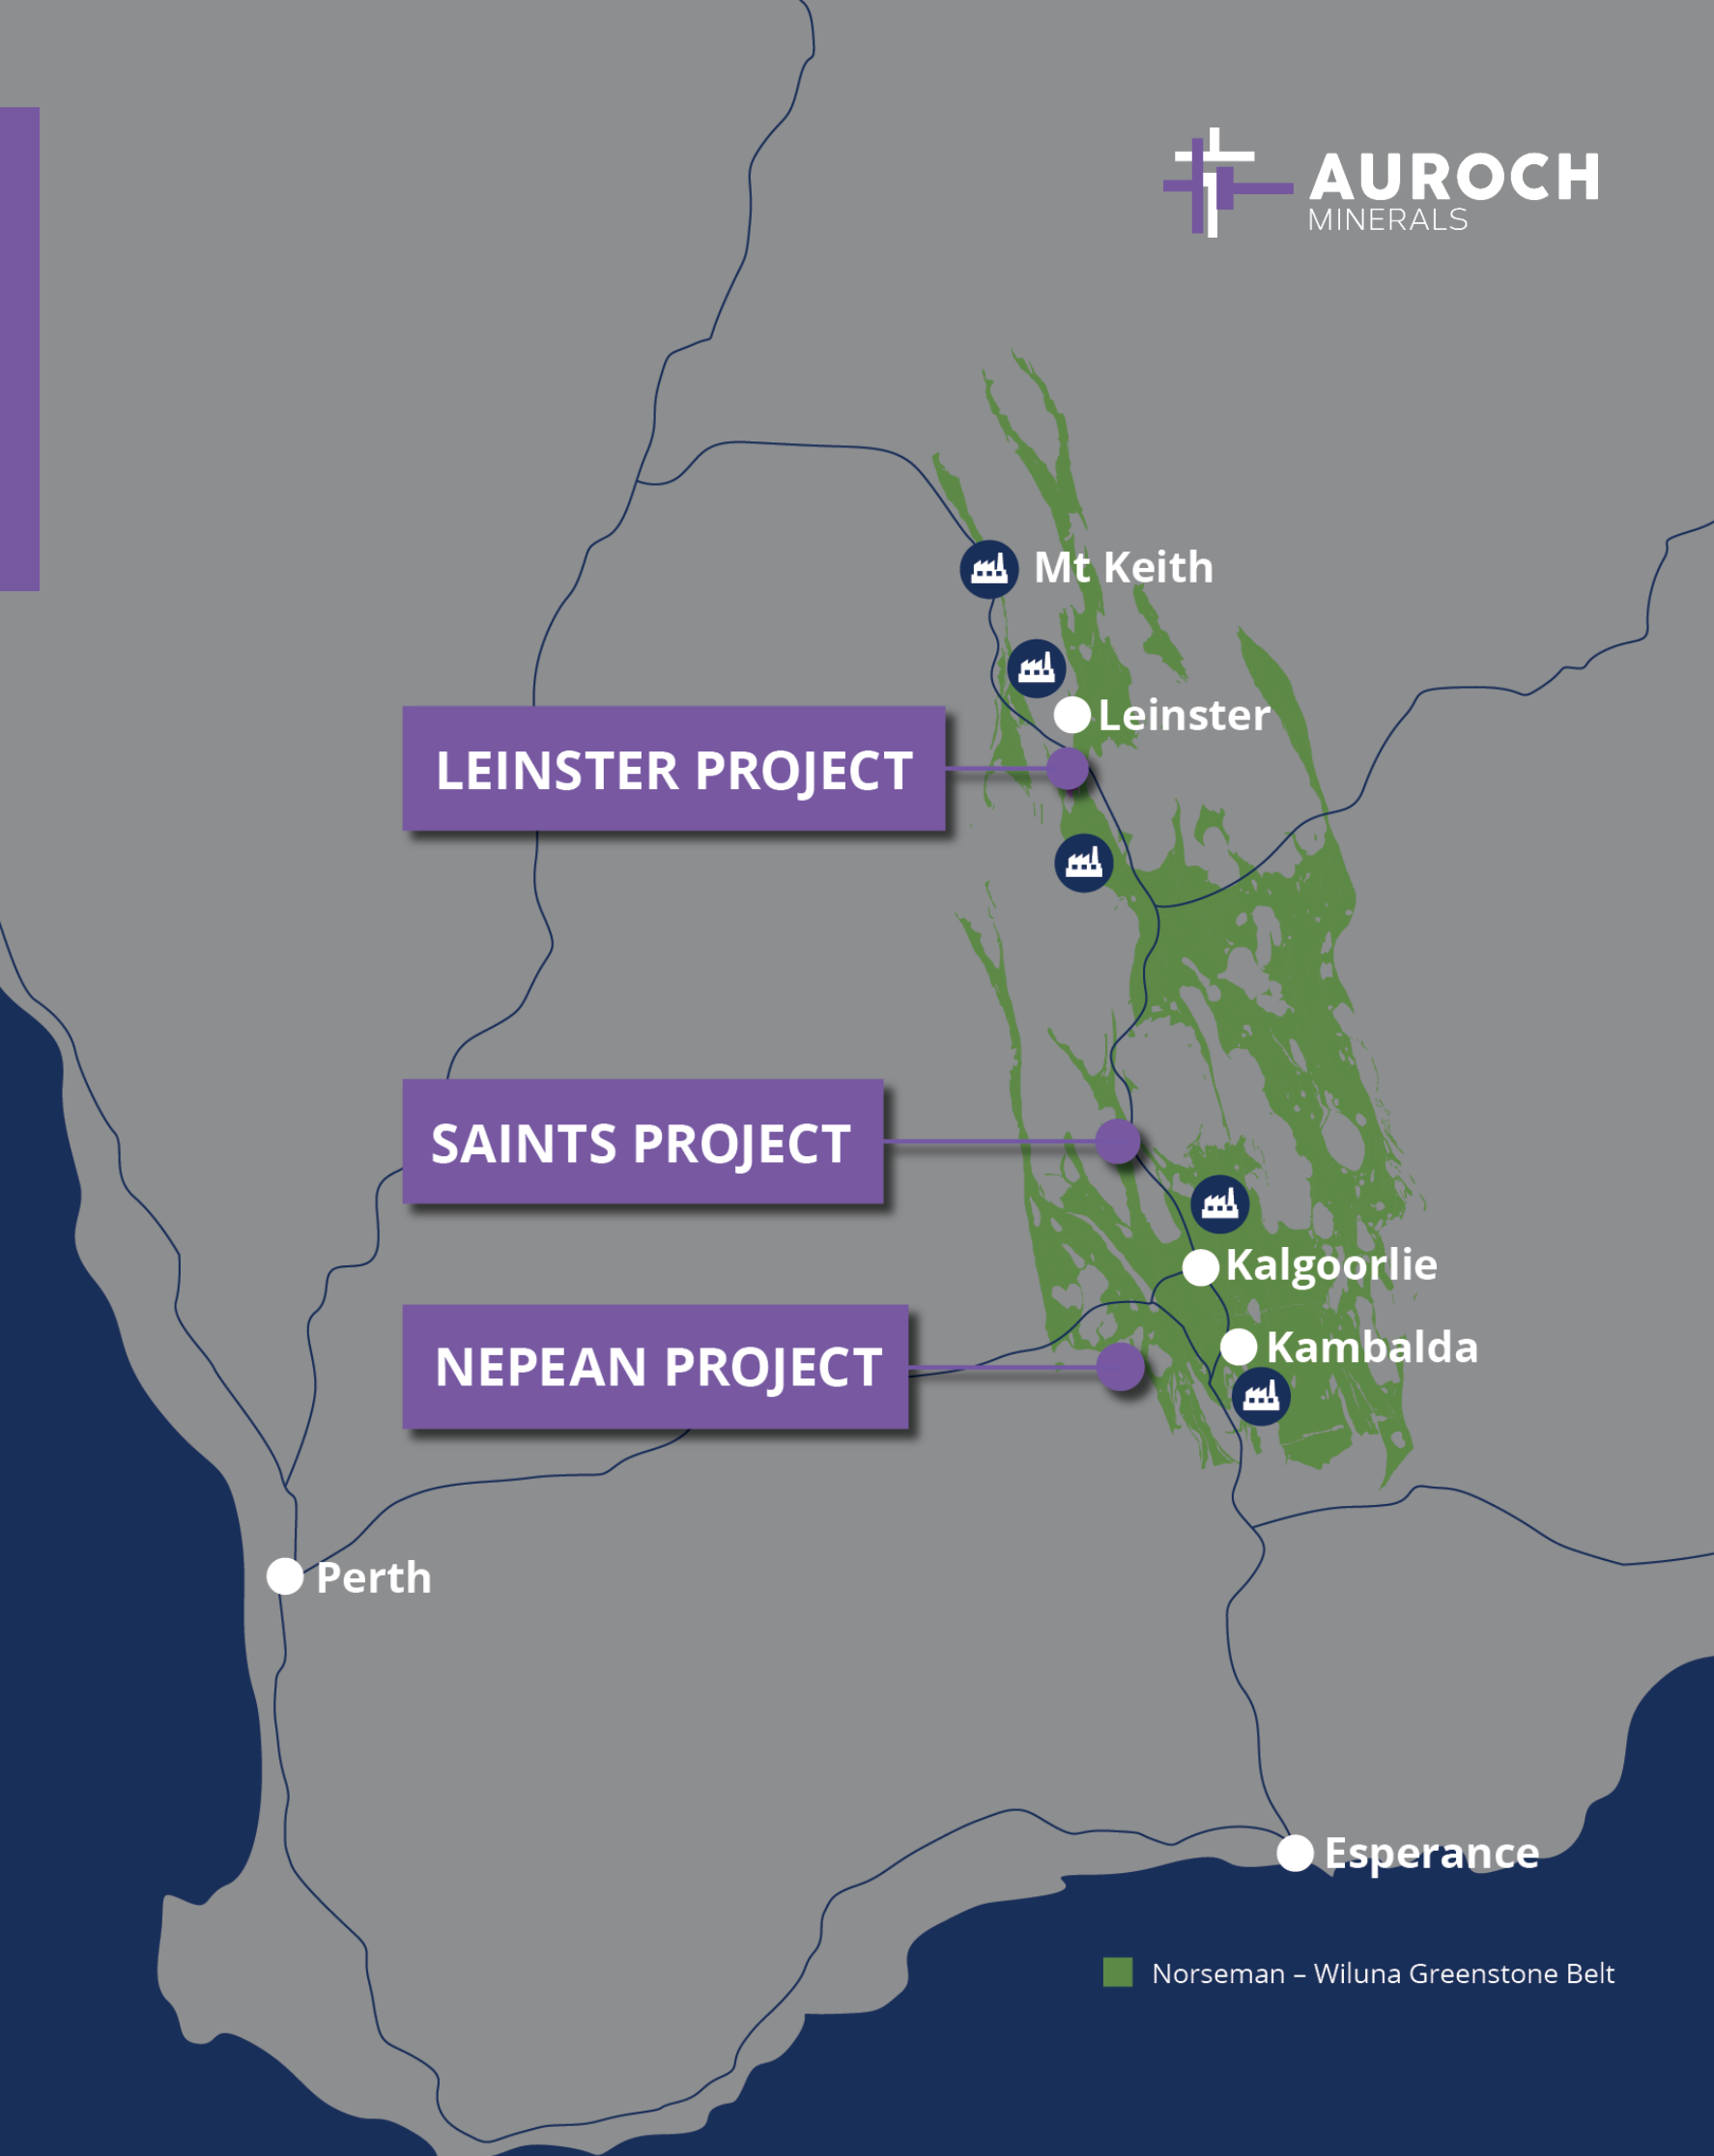 AUROCH
MINERALS
Mt Keith
Leinster
LEINSTER PROJECT
SAINTS PROJECT
Kalgoorlie
NEPEAN PROJECT
Kambalda
Perth
Esperance
Norseman – Wiluna Greenstone Belt